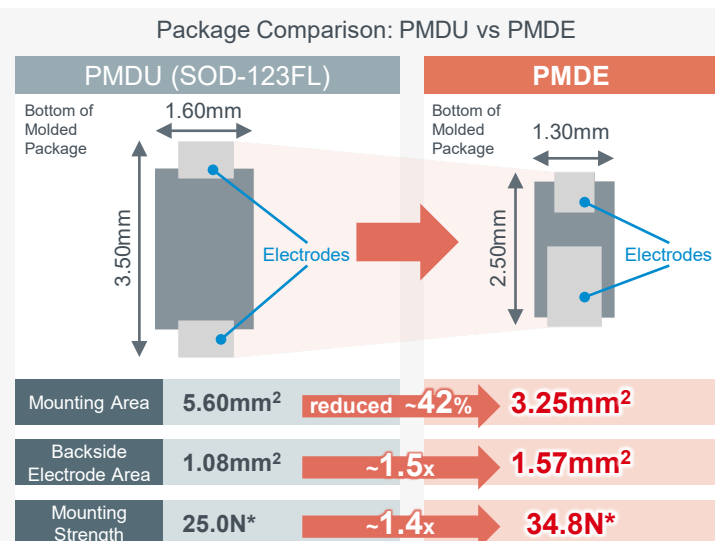 Package Comparison: PMDU vs PMDE
PMDU (SOD-123FL)
PMDE
Bottom of
Molded
Package
1.60mm
3.50mm
Electrodes
Bottom of
Molded
Package
1.30mm
2.50mm
Electrodes
Mounting Area
5.60mm²
reduced ~42%
3.25mm²
Backside
Electrode Area
1.08mm²
~1.5x
1.57mm²
Mounting
Strength
25.0N*
~1.4x
34.8N*